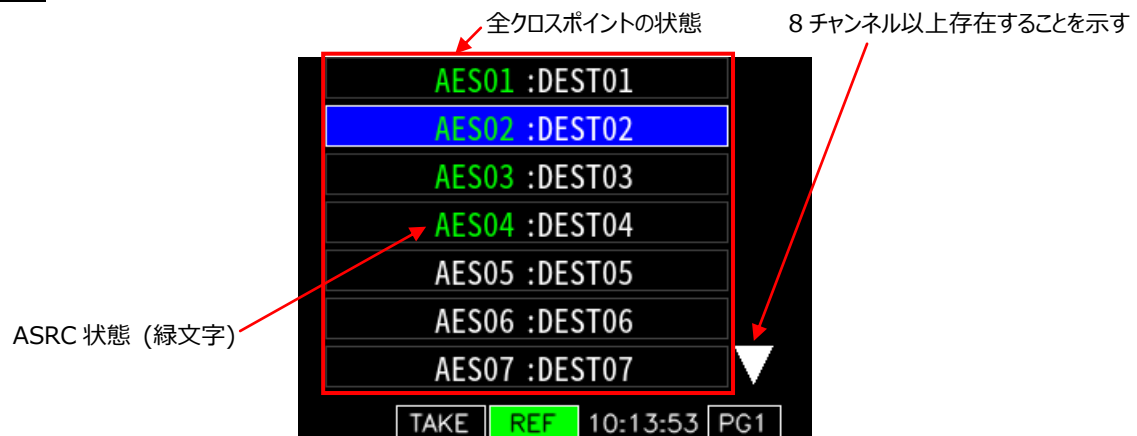 全クロスポイントの状態
8 チャンネル以上存在することを示す
AES01 :DEST01
AES02 :DEST02
AES03 :DEST03
AES04 :DEST04
AES05 :DEST05
AES06 :DEST06
AES07 :DEST07
ASRC 状態 (緑文字)
TAKE REF 10:13:53 PG1